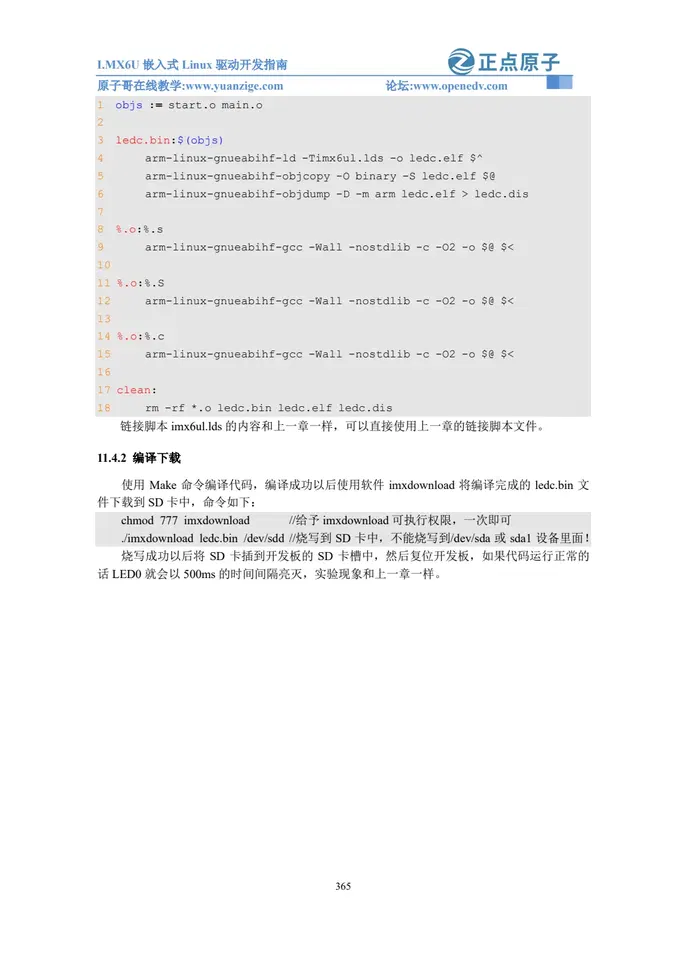 I.MX6U 嵌入式 Linux 驱动开发指南
正点原子
原子哥在线教学:www.yuanzige.com 论坛:www.openedv.com
1 objs := start.o main.o
2
3 ledc.bin:$(objs)
4 arm-linux-gnueabihf-ld -Timx6ul.lds -o ledc.elf $^
5 arm-linux-gnueabihf-objcopy -O binary -S ledc.elf $@
6 arm-linux-gnueabihf-objdump -D -m arm ledc.elf > ledc.dis
7
8 %.o:%.s
9 arm-linux-gnueabihf-gcc -Wall -nostdlib -c -O2 -o $@ $<
10
11 %.o:%.S
12 arm-linux-gnueabihf-gcc -Wall -nostdlib -c -O2 -o $@ $<
13
14 %.o:%.c
15 arm-linux-gnueabihf-gcc -Wall -nostdlib -c -O2 -o $@ $<
16
17 clean:
18 rm -rf *.o ledc.bin ledc.elf ledc.dis
链接脚本 imx6ul.lds 的内容和上一章一样，可以直接使用上一章的链接脚本文件。
11.4.2 编译下载
使用 Make 命令编译代码，编译成功以后使用软件 imxdownload 将编译完成的 ledc.bin 文
件下载到 SD 卡中，命令如下：
chmod 777 imxdownload //给予 imxdownload 可执行权限，一次即可
./imxdownload ledc.bin /dev/sdd //烧写到 SD 卡中，不能烧写到/dev/sda 或 sda1 设备里面！
烧写成功以后将 SD 卡插到开发板的 SD 卡槽中，然后复位开发板，如果代码运行正常的
话 LED0 就会以 500ms 的时间间隔亮灭，实验现象和上一章一样。
365